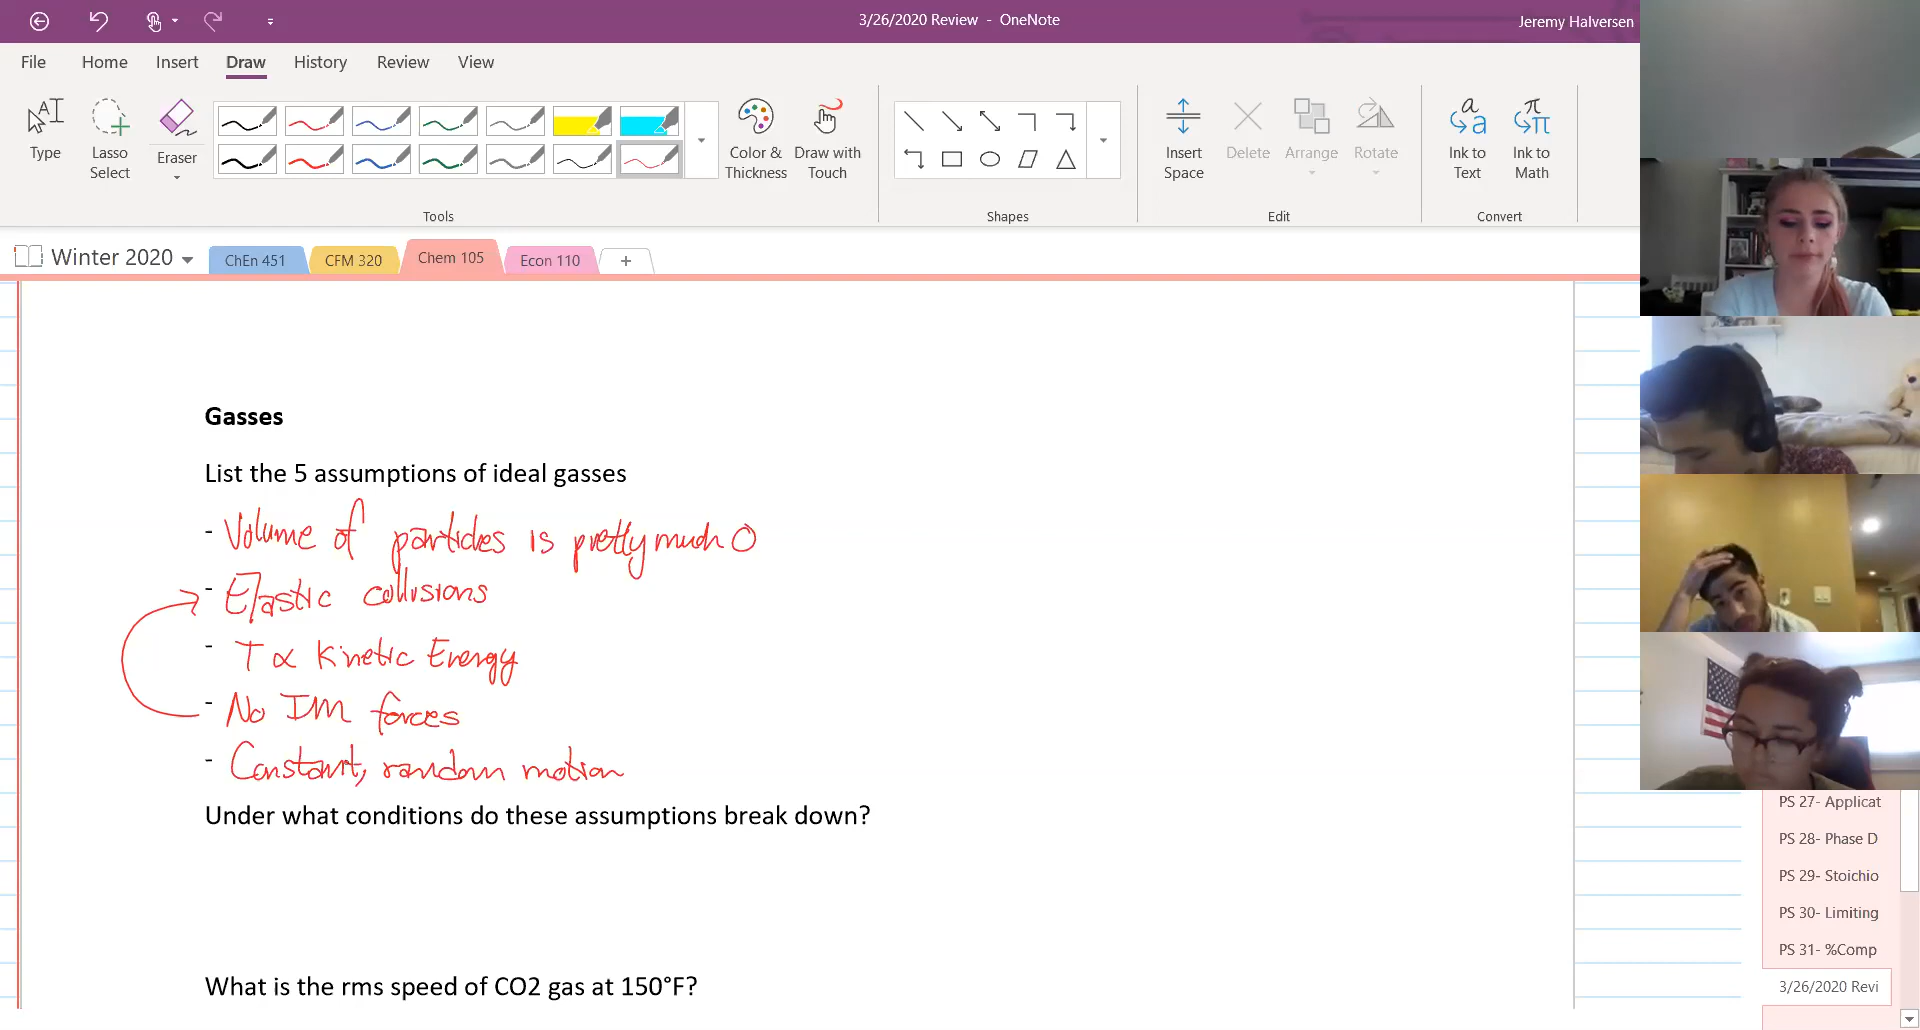 3/26/2020 Review - OneNote
Jeremy Halversen
File Home Insert Draw History Review View
Type
Lasso Select
Eraser
Color & Thickness
Draw with Touch
Insert Space
Delete
Arrange
Rotate
Ink to Text
Ink to Math
Tools Shapes Edit Convert
Winter 2020 ChEn 451 CFM 320 Chem 105 Econ 110 +
Gasses
List the 5 assumptions of ideal gasses
- Volume of particles is pretty much 0
- Elastic collisions
- T ∝ Kinetic Energy
- No IM forces
- Constant, random motion
Under what conditions do these assumptions break down?
What is the rms speed of CO2 gas at 150°F?
PS 27- Applicat
PS 28- Phase D
PS 29- Stoichio
PS 30- Limiting
PS 31- %Comp
3/26/2020 Revi